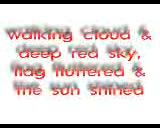 walking cloud &
deep red sky,
flag fluttered &
the sun shined